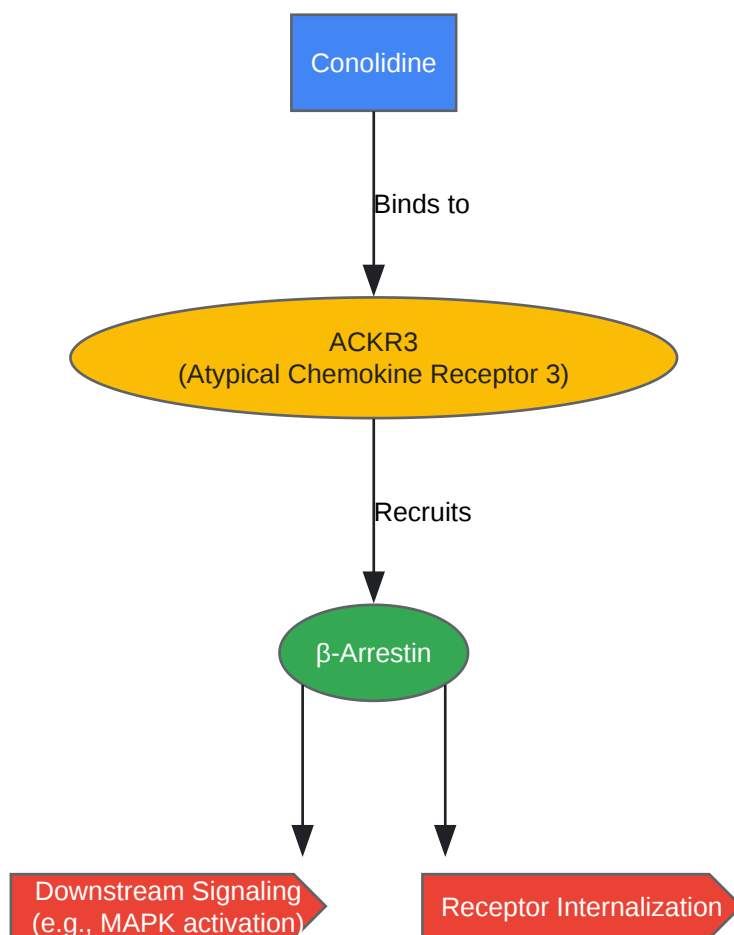 Conolidine
Binds to
ACKR3
(Atypical Chemokine Receptor 3)
Recruits
β-Arrestin
Downstream Signaling
(e.g., MAPK activation)
Receptor Internalization